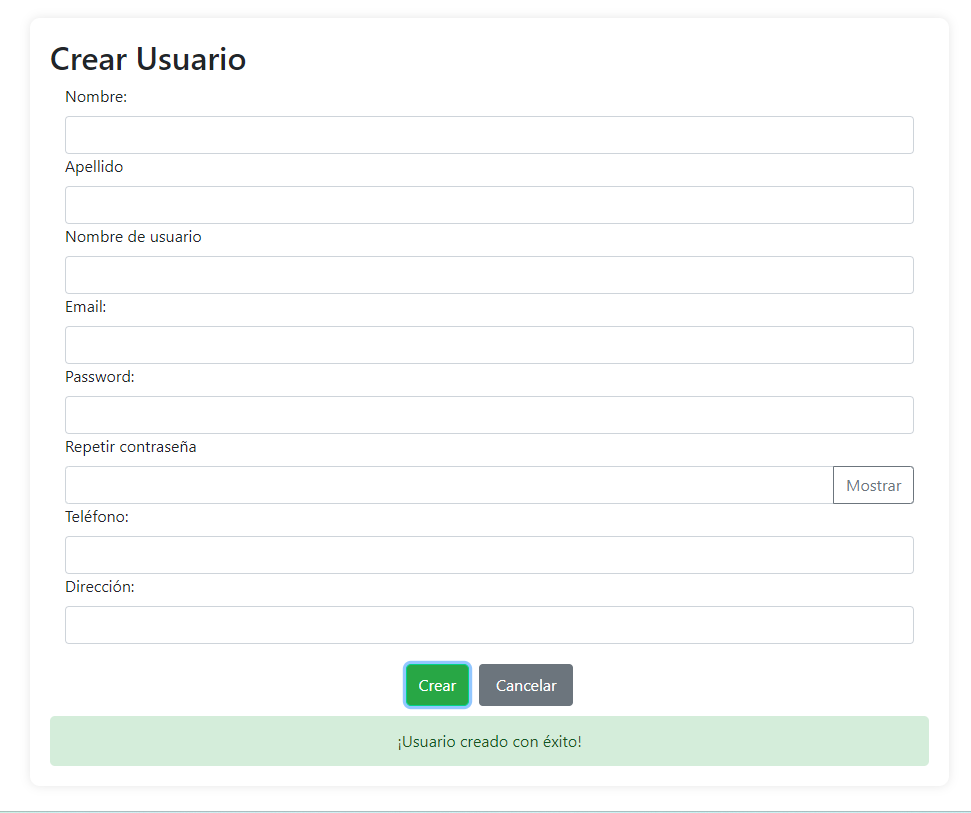 Crear Usuario
Nombre:
Apellido
Nombre de usuario
Email:
Password:
Repetir contraseña
Mostrar
Teléfono:
Dirección:
Crear Cancelar
¡Usuario creado con éxito!